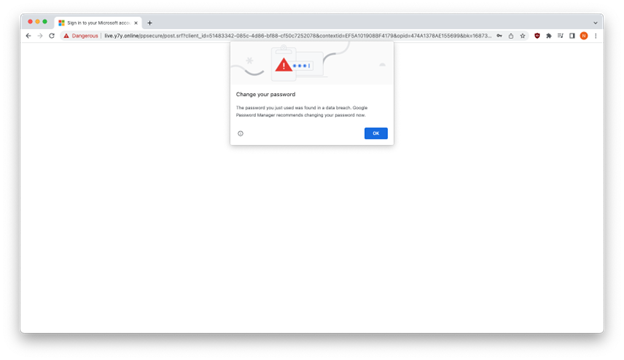 Sign in to your Microsoft acco
Dangerous
live.y7y.online/ppsecure/post.srf?client_id=51483342-085c-4d86-bf88-cf50c7252078&contextid=EF5A1019088F4179&opid=474A1378AE155699&bk=16873...
Change your password
The password you just used was found in a data breach. Google
Password Manager recommends changing your password now.
OK